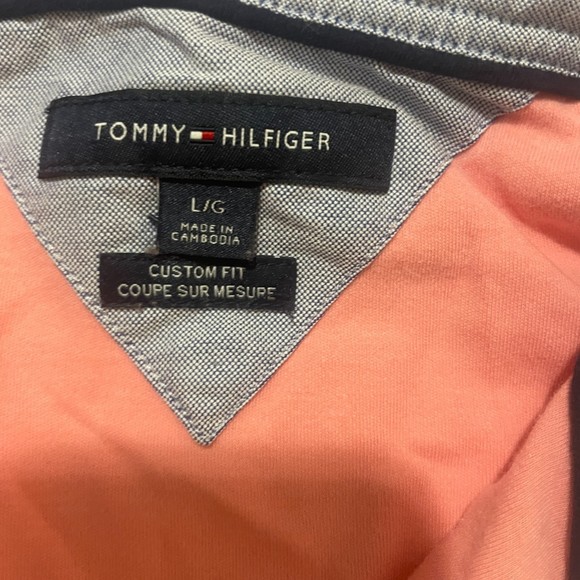 TOMMY HILFIGER
L/G
MADE IN
CAMBODIA
CUSTOM FIT
COUPE SUR MESURE